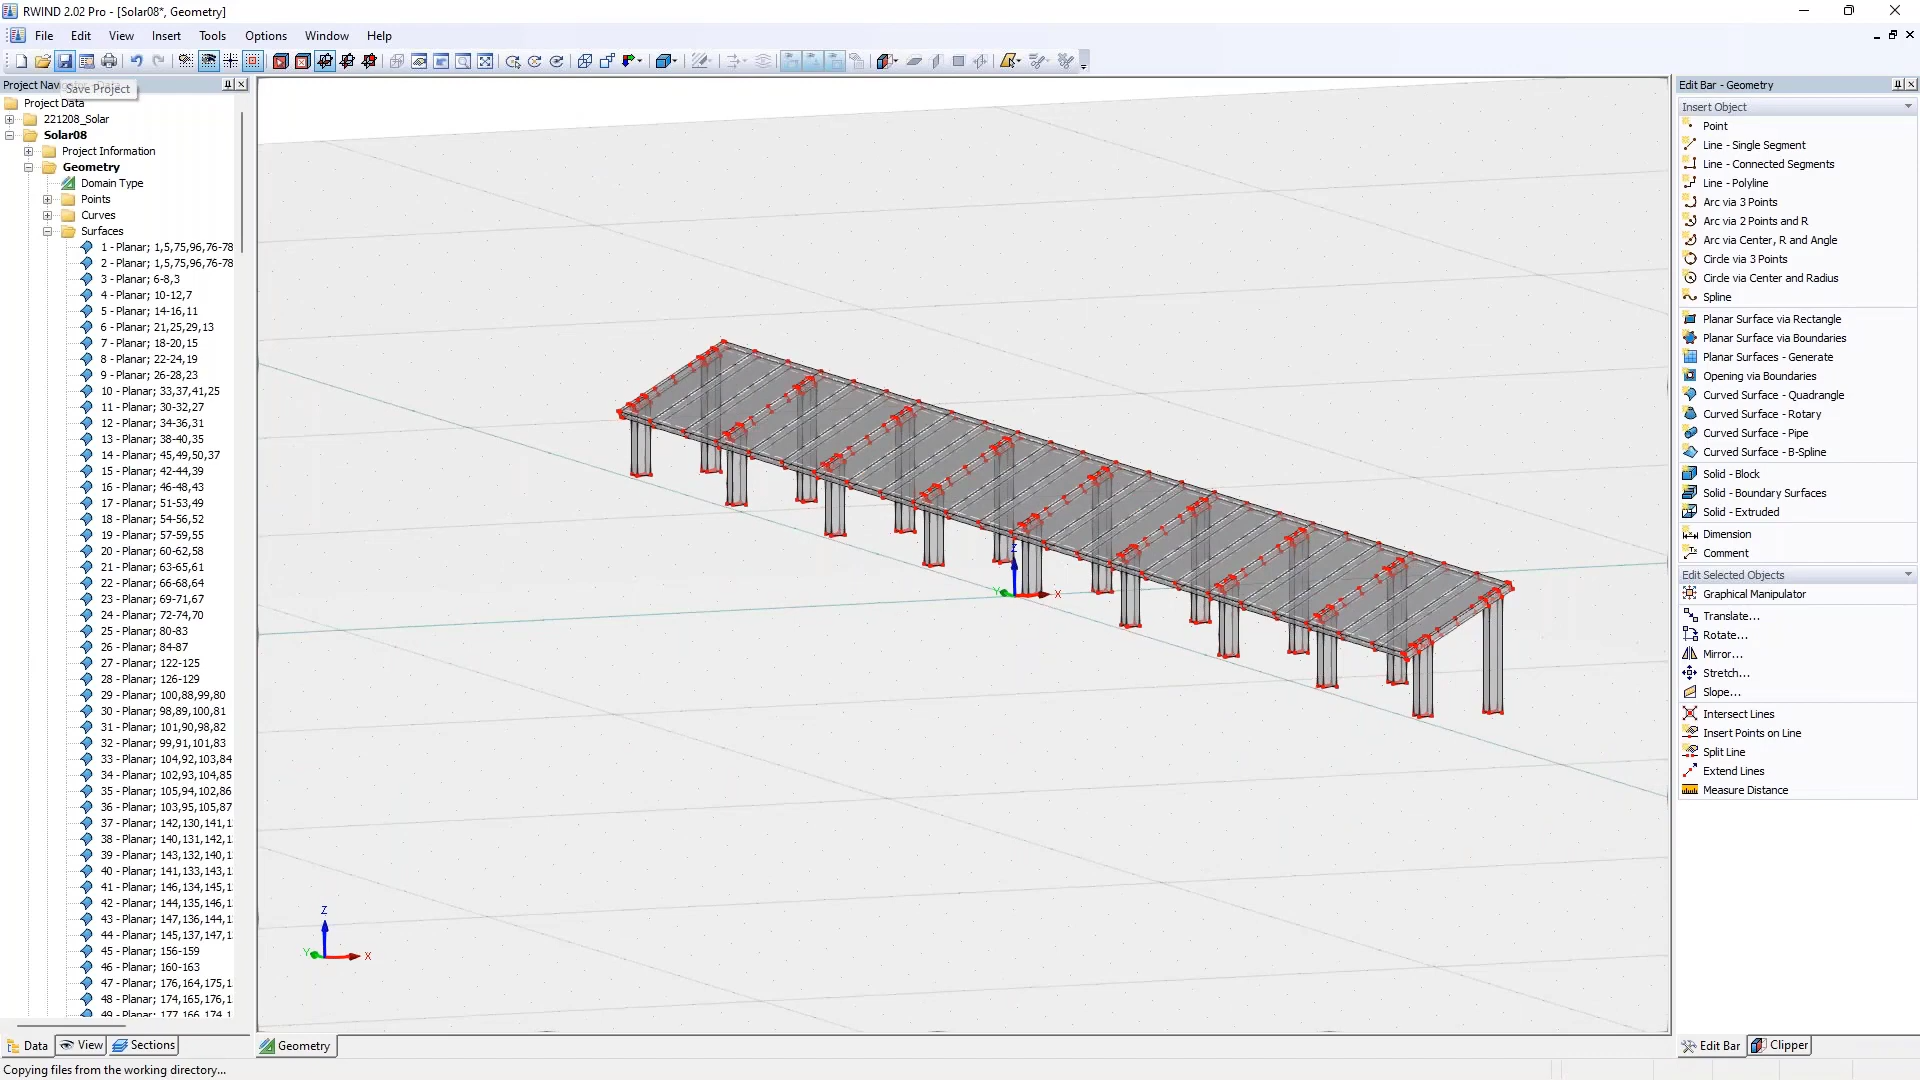 RWIND 2.02 Pro - [Solar08*, Geometry]
File Edit View Insert Tools Options Window Help
Project Nav
Save Project
Project Data
221208_Solar
Solar08
Project Information
Geometry
Domain Type
Points
Curves
Surfaces
1 - Planar; 1,5,75,96,76-78
2 - Planar; 1,5,75,96,76-78
3 - Planar; 6-8,3
4 - Planar; 10-12,7
5 - Planar; 14-16,11
6 - Planar; 21,25,29,13
7 - Planar; 18-20,15
8 - Planar; 22-24,19
9 - Planar; 26-28,23
10 - Planar; 33,37,41,25
11 - Planar; 30-32,27
12 - Planar; 34-36,31
13 - Planar; 38-40,35
14 - Planar; 45,49,50,37
15 - Planar; 42-44,39
16 - Planar; 46-48,43
17 - Planar; 51-53,49
18 - Planar; 54-56,52
19 - Planar; 57-59,55
20 - Planar; 60-62,58
21 - Planar; 63-65,61
22 - Planar; 66-68,64
23 - Planar; 69-71,67
24 - Planar; 72-74,70
25 - Planar; 80-83
26 - Planar; 84-87
27 - Planar; 122-125
28 - Planar; 126-129
29 - Planar; 100,88,99,80
30 - Planar; 98,89,100,81
31 - Planar; 101,90,98,82
32 - Planar; 99,91,101,83
33 - Planar; 104,92,103,84
34 - Planar; 102,93,104,85
35 - Planar; 105,94,102,86
36 - Planar; 103,95,105,87
37 - Planar; 142,130,141,1
38 - Planar; 140,131,142,1
39 - Planar; 143,132,140,1
40 - Planar; 141,133,143,1
41 - Planar; 146,134,145,1
42 - Planar; 144,135,146,1
43 - Planar; 147,136,144,1
44 - Planar; 145,137,147,1
45 - Planar; 156-159
46 - Planar; 160-163
47 - Planar; 176,164,175,1
48 - Planar; 174,165,176,1
49 - Planar; 177,166,174,1
Data View Sections
Z
Y X
Z
Y X
Geometry
Edit Bar - Geometry
Insert Object
Point
Line - Single Segment
Line - Connected Segments
Line - Polyline
Arc via 3 Points
Arc via 2 Points and R
Arc via Center, R and Angle
Circle via 3 Points
Circle via Center and Radius
Spline
Planar Surface via Rectangle
Planar Surface via Boundaries
Planar Surfaces - Generate
Opening via Boundaries
Curved Surface - Quadrangle
Curved Surface - Rotary
Curved Surface - Pipe
Curved Surface - B-Spline
Solid - Block
Solid - Boundary Surfaces
Solid - Extruded
Dimension
Comment
Edit Selected Objects
Graphical Manipulator
Translate...
Rotate...
Mirror...
Stretch...
Slope...
Intersect Lines
Insert Points on Line
Split Line
Extend Lines
Measure Distance
Edit Bar Clipper
Copying files from the working directory...